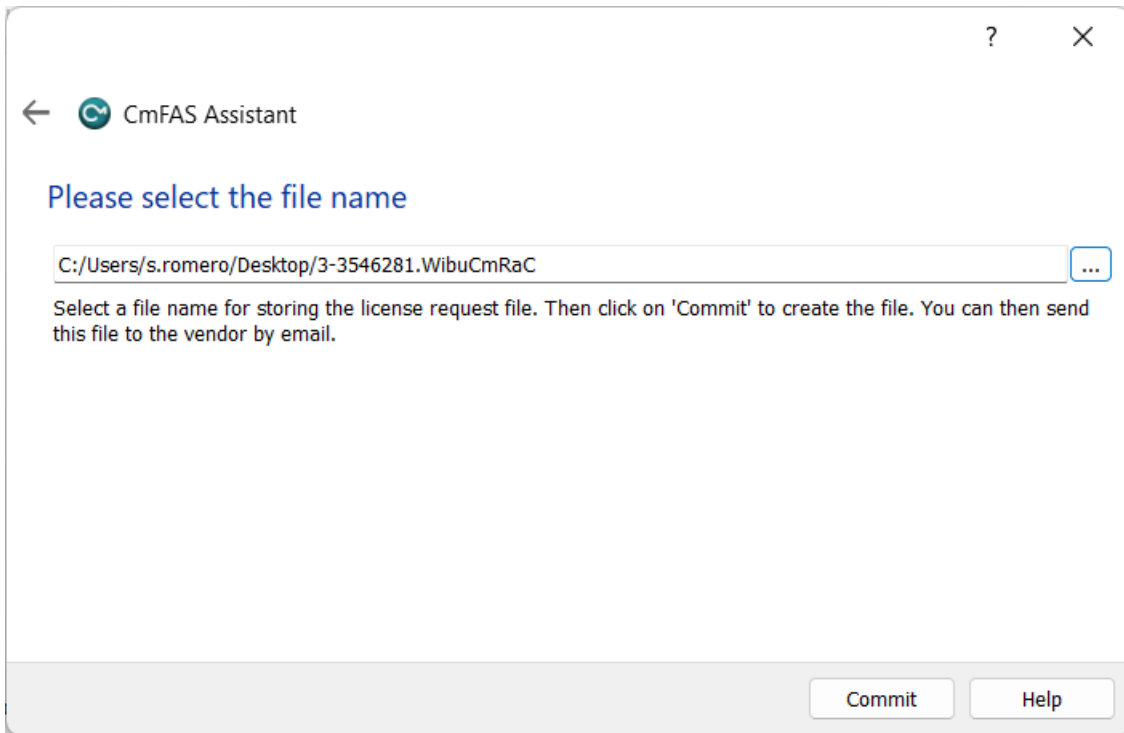 ?
CmFAS Assistant
Please select the file name
C:/Users/s.romero/Desktop/3-3546281.WibuCmRaC
...
Select a file name for storing the license request file. Then click on 'Commit' to create the file. You can then send
this file to the vendor by email.
Commit
Help